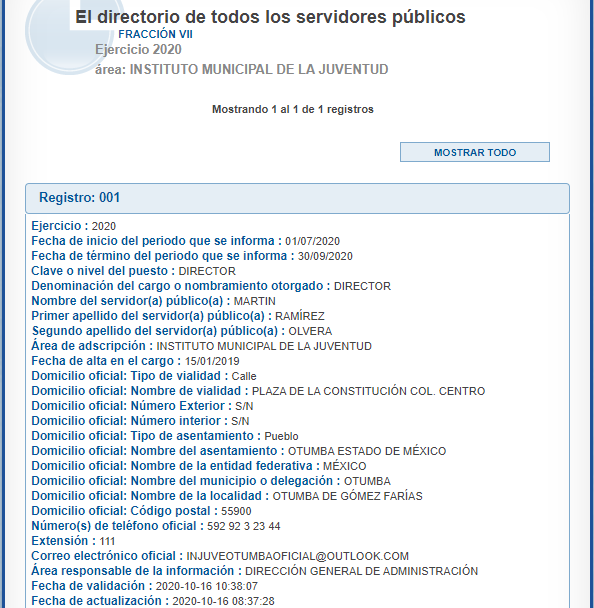 El directorio de todos los servidores públicos
FRACCIÓN VII
Ejercicio 2020
área: INSTITUTO MUNICIPAL DE LA JUVENTUD
Mostrando 1 al 1 de 1 registros
MOSTRAR TODO
Registro: 001
Ejercicio : 2020
Fecha de inicio del periodo que se informa : 01/07/2020
Fecha de término del periodo que se informa : 30/09/2020
Clave o nivel del puesto : DIRECTOR
Denominación del cargo o nombramiento otorgado : DIRECTOR
Nombre del servidor(a) público(a) : MARTIN
Primer apellido del servidor(a) público(a) : RAMÍREZ
Segundo apellido del servidor(a) público(a) : OLVERA
Área de adscripción : INSTITUTO MUNICIPAL DE LA JUVENTUD
Fecha de alta en el cargo : 15/01/2019
Domicilio oficial: Tipo de vialidad : Calle
Domicilio oficial: Nombre de vialidad : PLAZA DE LA CONSTITUCIÓN COL. CENTRO
Domicilio oficial: Número Exterior : S/N
Domicilio oficial: Número interior : S/N
Domicilio oficial: Tipo de asentamiento : Pueblo
Domicilio oficial: Nombre del asentamiento : OTUMBA ESTADO DE MÉXICO
Domicilio oficial: Nombre de la entidad federativa : MÉXICO
Domicilio oficial: Nombre del municipio o delegación : OTUMBA
Domicilio oficial: Nombre de la localidad : OTUMBA DE GÓMEZ FARÍAS
Domicilio oficial: Código postal : 55900
Número(s) de teléfono oficial : 592 92 3 23 44
Extensión : 111
Correo electrónico oficial : INJUVEOTUMBAOFICIAL@OUTLOOK.COM
Área responsable de la información : DIRECCIÓN GENERAL DE ADMINISTRACIÓN
Fecha de validación : 2020-10-16 10:38:07
Fecha de actualización : 2020-10-16 08:37:28